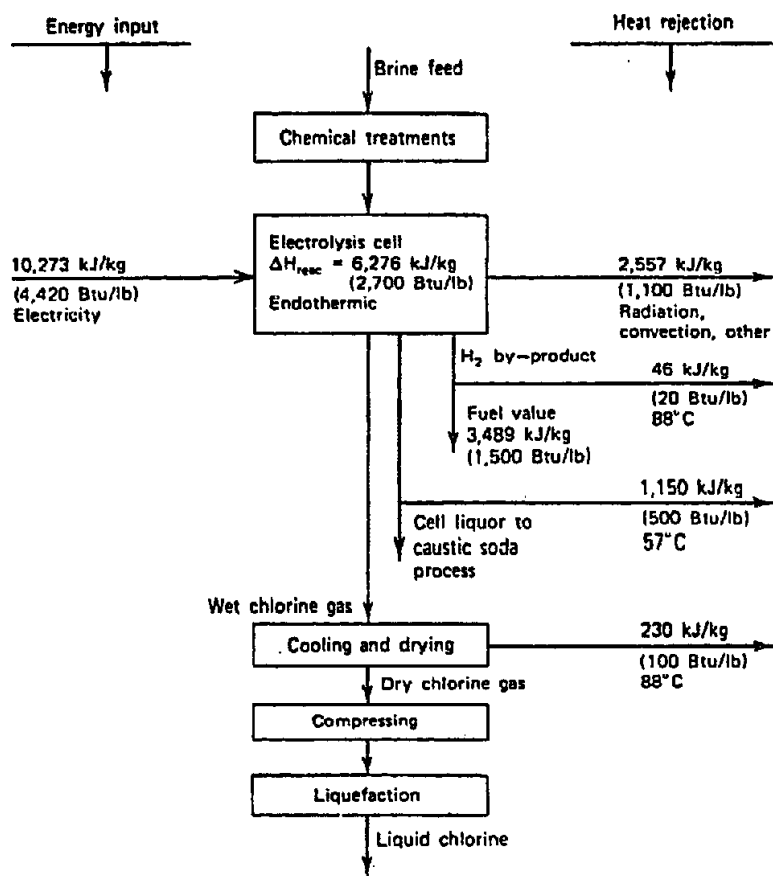 Energy input
Heat rejection
Brine feed
Chemical treatments
Electrolysis cell
ΔHreac = 6,276 kJ/kg
(2,700 Btu/lb)
Endothermic
10,273 kJ/kg
(4,420 Btu/lb)
Electricity
2,557 kJ/kg
(1,100 Btu/lb)
Radiation,
convection, other
H₂ by-product
46 kJ/kg
(20 Btu/lb)
88°C
Fuel value
3,489 kJ/kg
(1,500 Btu/lb)
1,150 kJ/kg
(500 Btu/lb)
57°C
Cell liquor to
caustic soda
process
Wet chlorine gas
Cooling and drying
230 kJ/kg
(100 Btu/lb)
88°C
Dry chlorine gas
Compressing
Liquefaction
Liquid chlorine